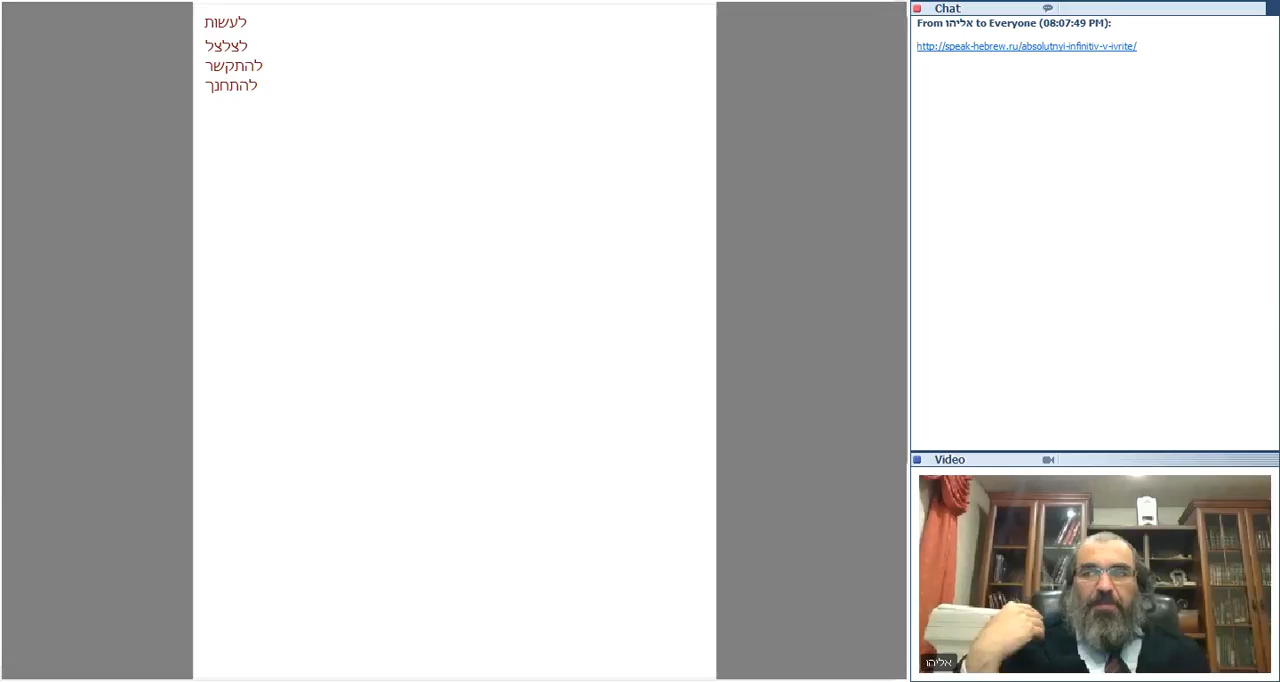 לעשות
לצלצל
להתקשר
להתחנך
Chat
From אליהו to Everyone (08:07:49 PM):
http://speak-hebrew.ru/absolutnyi-infinitiv-v-ivrite/
Video
אליהו